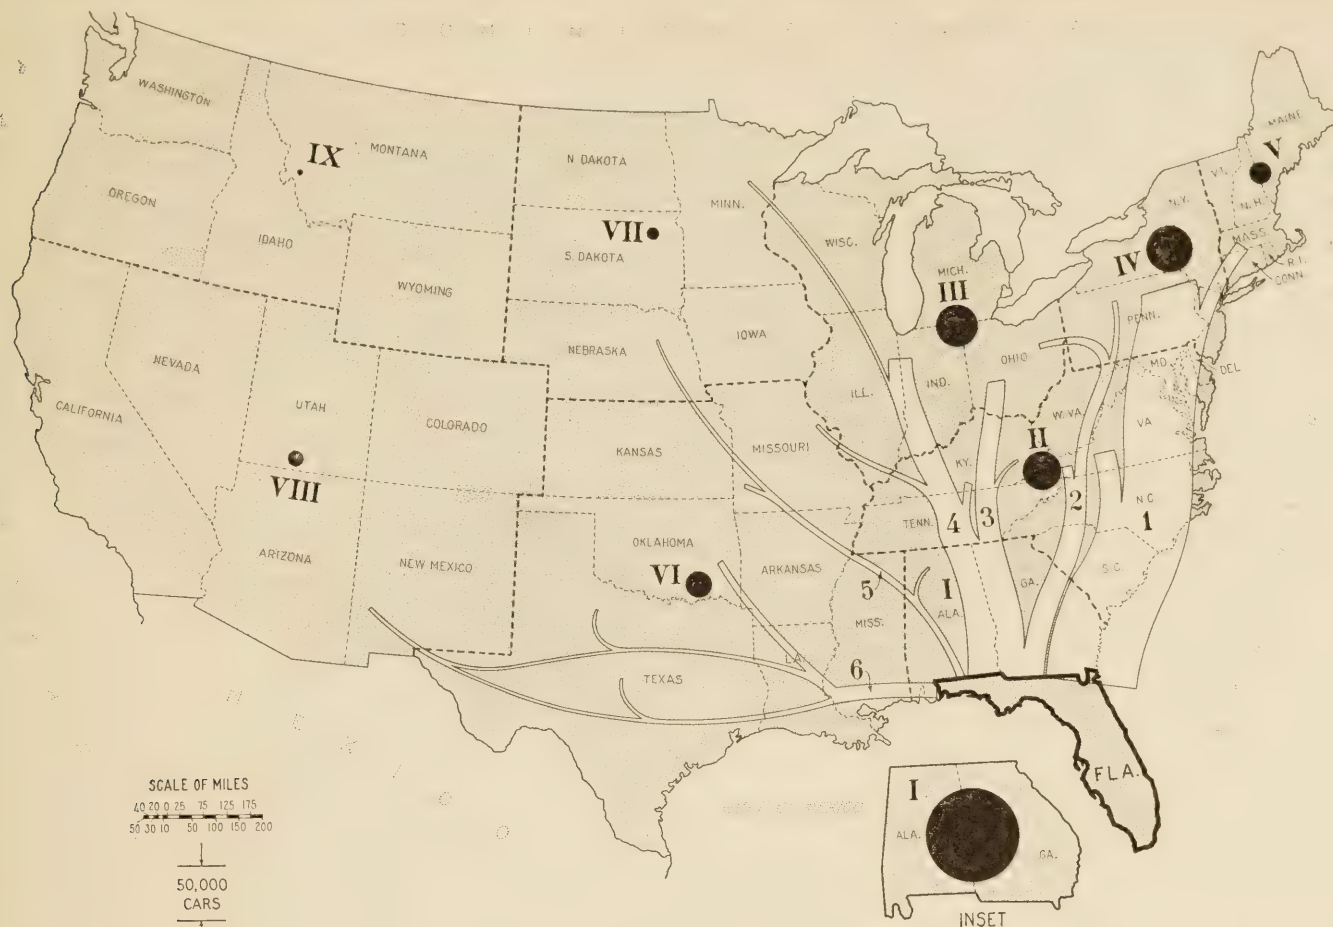 WASHINGTON
MAINE
MONTANA
IX
N DAKOTA
V
VT.
MINN.
N.Y.
OREGON
N.H.
IDAHO
VII
S. DAKOTA
WISC.
MASS.
IV
R.I.
CONN.
MICH.
III
WYOMING
PENN.
NEVADA
NEBRASKA
IOWA
OHIO
MD.
DEL
ILL.
IND.
CALIFORNIA
UTAH
COLORADO
W.VA.
VA
KANSAS
MISSOURI
II
KY.
VIII
N.C
TENN.
4
3
2
1
ARIZONA
NEW MEXICO
OKLAHOMA
VI
ARKANSAS
5
I
ALA.
GA.
S.C.
MISS.
LA.
TEXAS
6
FLA.
SCALE OF MILES
40 20 0 25 75 125 175
50 30 10 50 100 150 200
50,000
CARS
I
ALA.
GA.
INSET